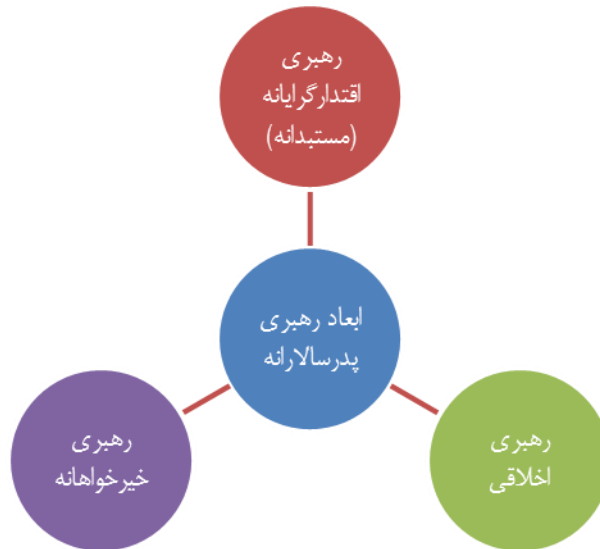 رهبری
اقتدارگرایانه
(مستبدانه)
ابعاد رهبری
پدرسالارانه
رهبری
اخلاقی
رهبری
خیرخواهانه